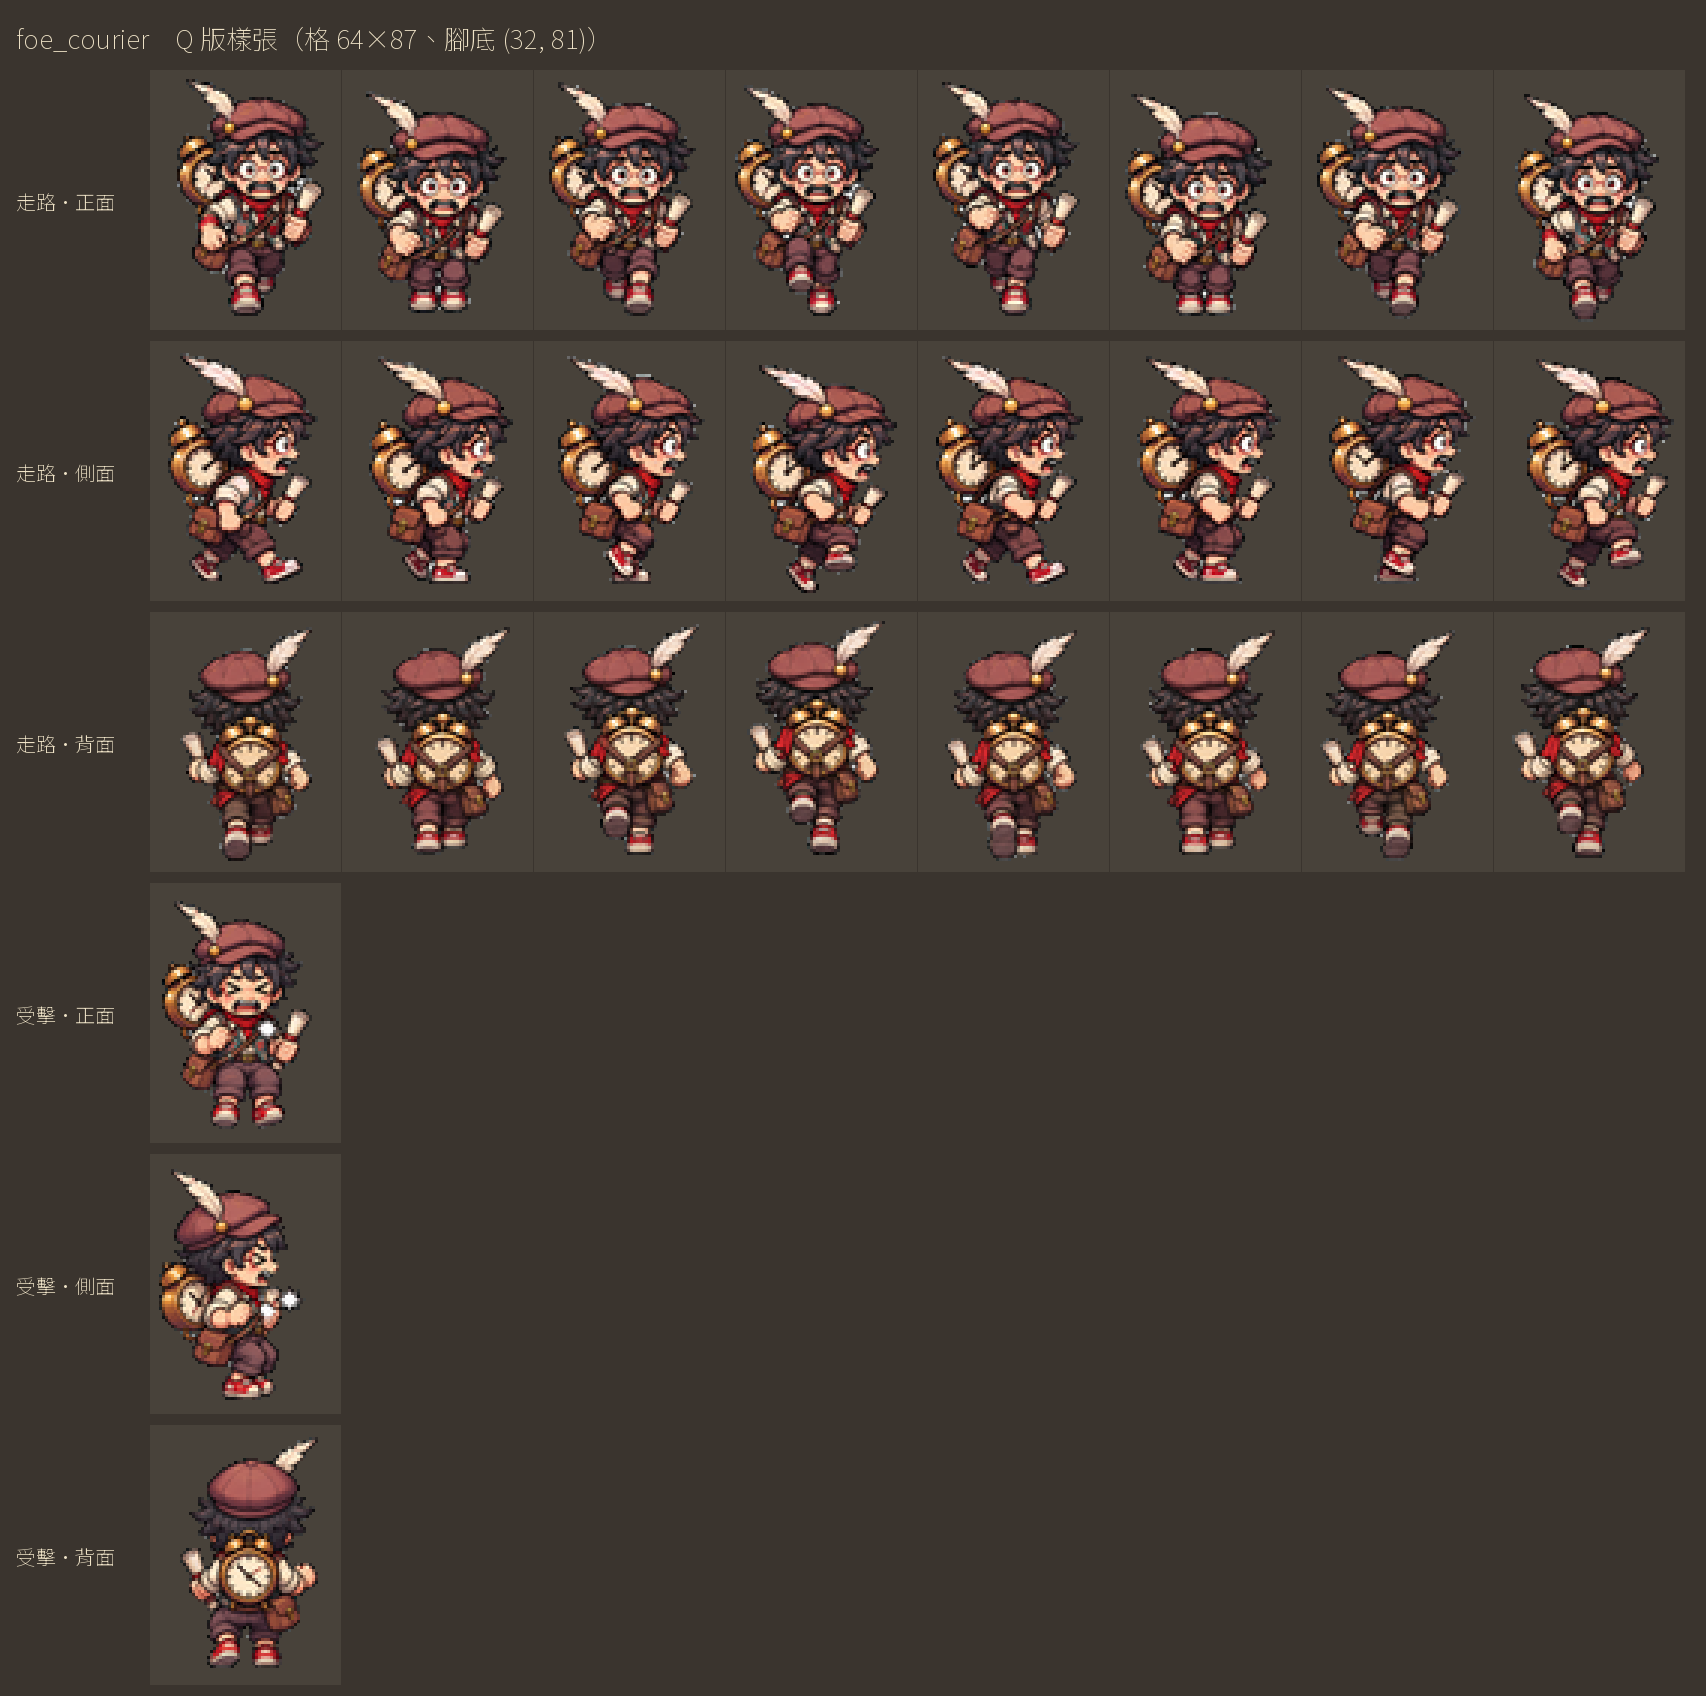 foe_courier　Q 版樣張（格 64×87、腳底 (32, 81)）
走路・正面
走路・側面
走路・背面
受擊・正面
受擊・側面
受擊・背面